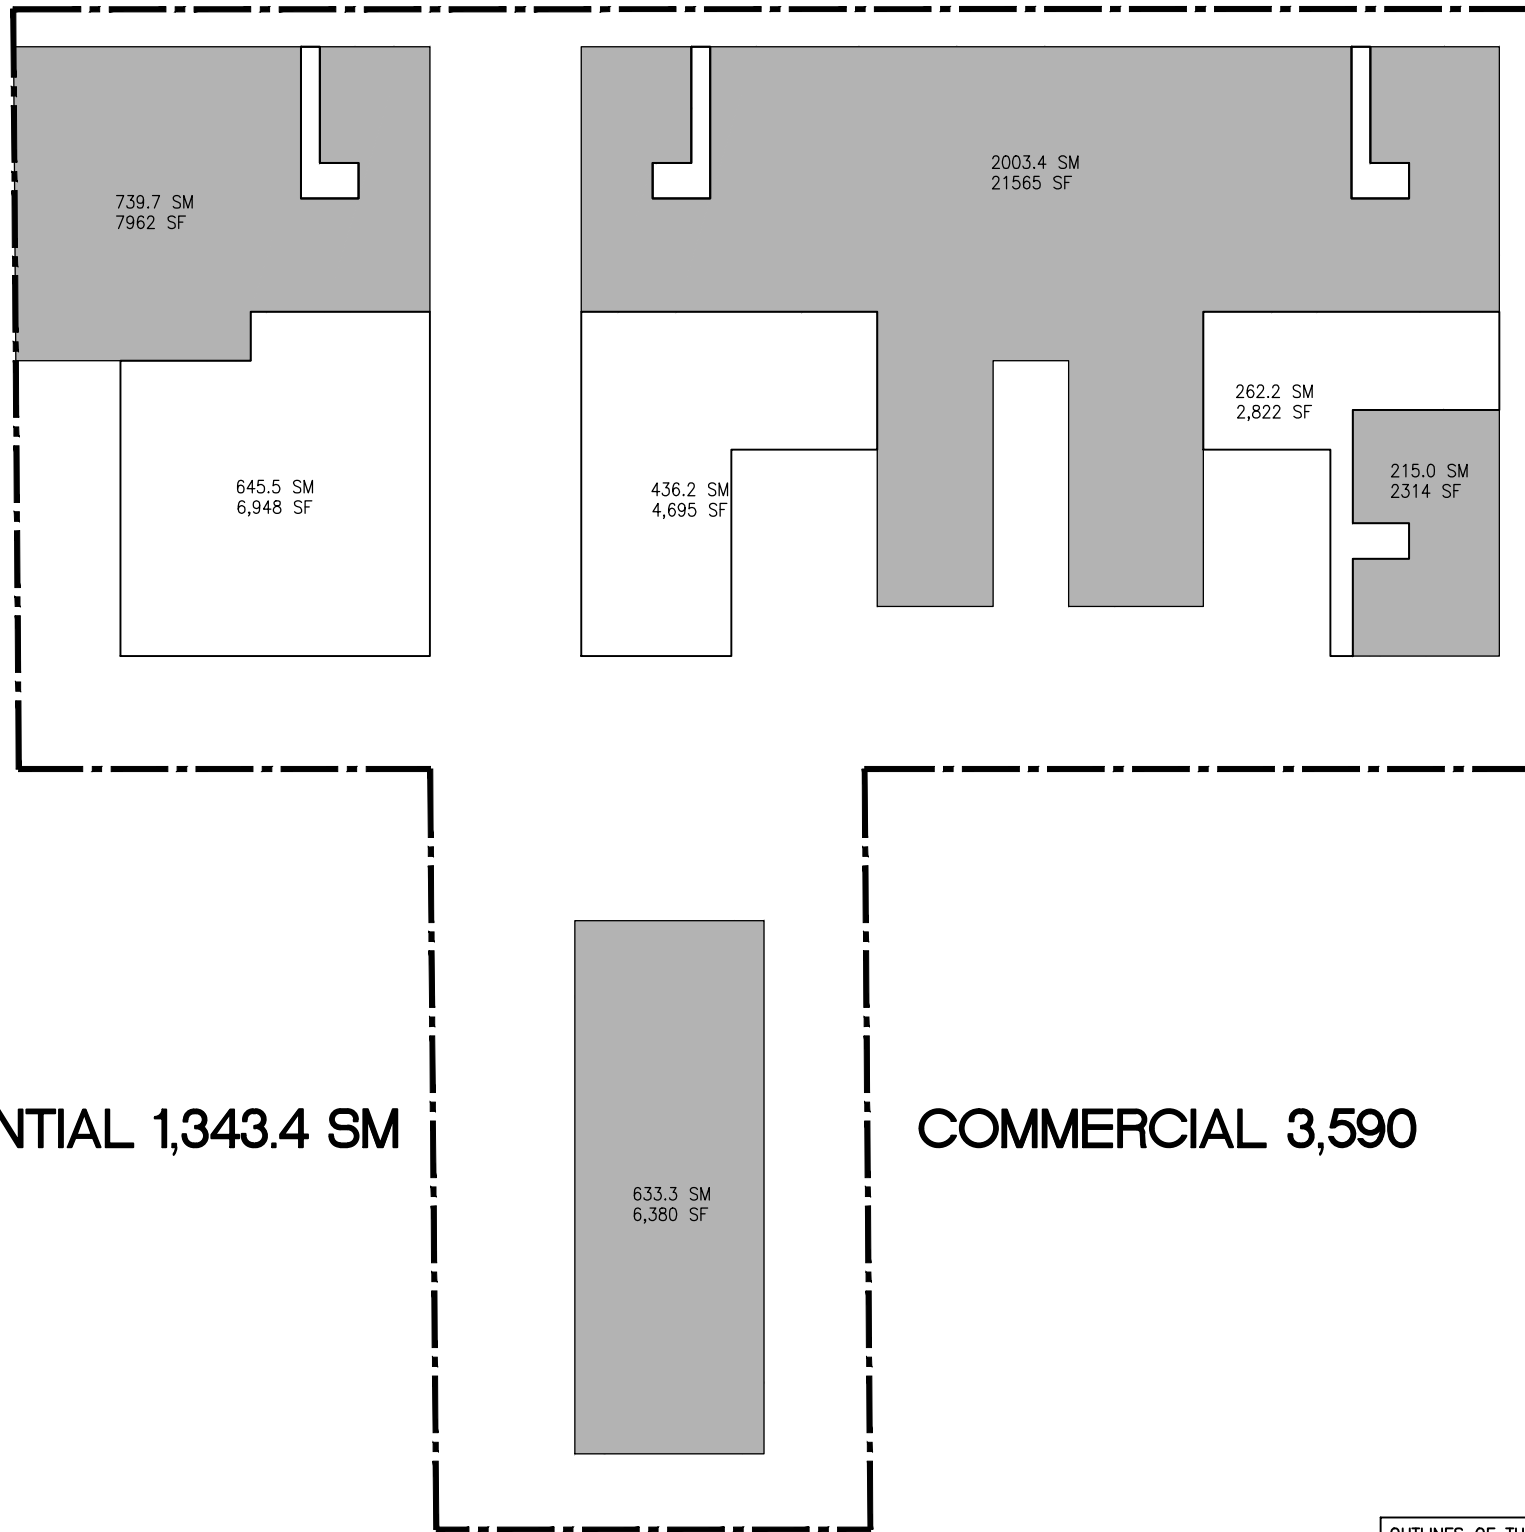 2003.4 SM
21565 SF
739.7 SM
7962 SF
262.2 SM
2,822 SF
215.0 SM
2314 SF
645.5 SM
6,948 SF
436.2 SM
4,695 SF
NTIAL 1,343.4 SM
COMMERCIAL 3,590
633.3 SM
6,380 SF